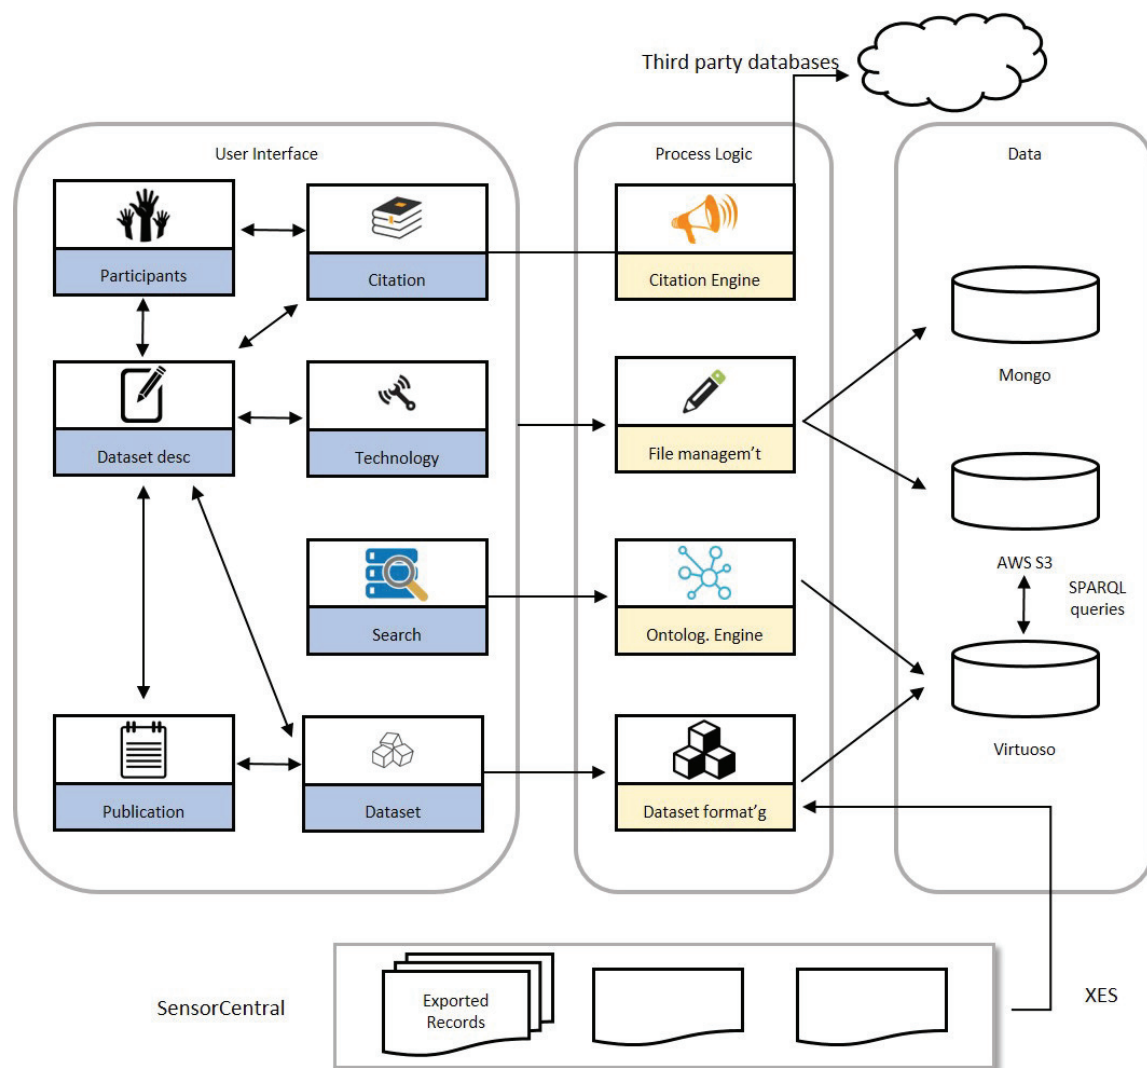 Third party databases
User Interface
Process Logic
Data
Participants
Citation
Citation Engine
Mongo
Dataset desc
Technology
File managem't
AWS S3
SPARQL
queries
Search
Ontolog. Engine
Virtuoso
Publication
Dataset
Dataset format'g
SensorCentral
Exported
Records
XES